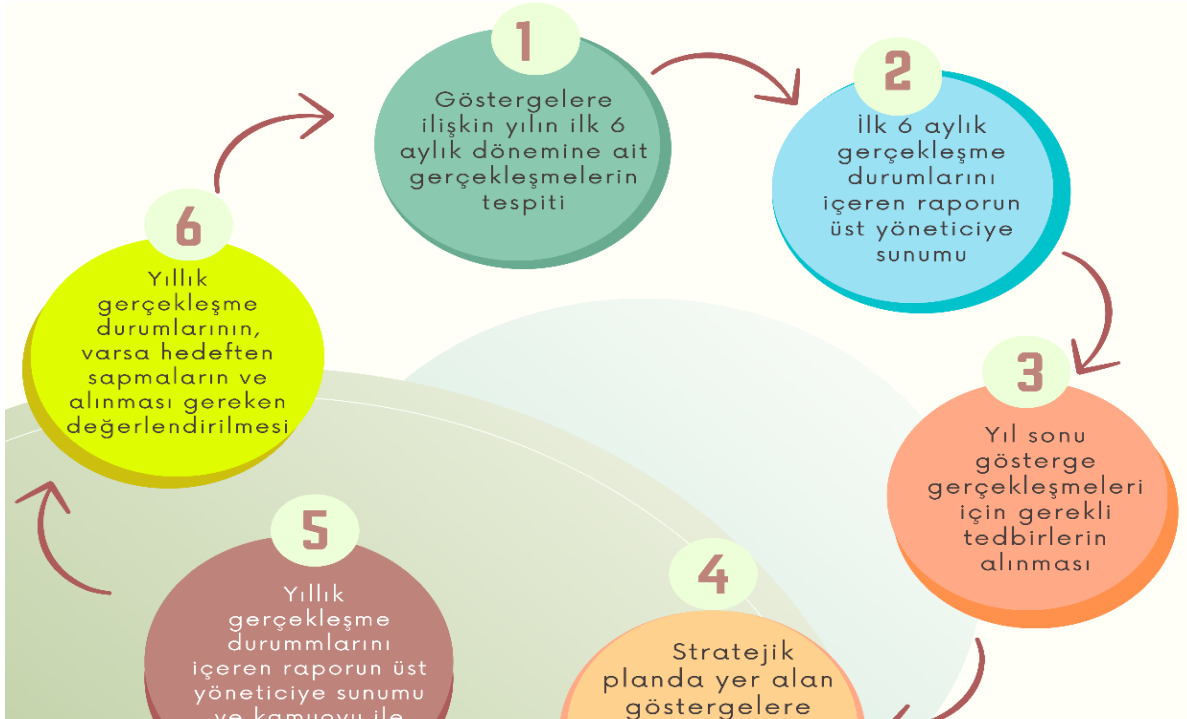 1
Göstergelere
ilişkin yılın ilk 6
aylık dönemine ait
gerçekleşmelerin
tespiti
2
İlk 6 aylık
gerçekleşme
durumlarını
içeren raporun
üst yöneticiye
sunumu
3
Yıl sonu
gösterge
gerçekleşmeleri
için gerekli
tedbirlerin
alınması
4
Stratejik
planda yer alan
göstergelere
5
Yıllık
gerçekleşme
durummlarını
içeren raporun üst
yöneticiye sunumu
ve kamuoyu ile
6
Yıllık
gerçekleşme
durumlarının,
varsa hedeften
sapmaların ve
alınması gereken
değerlendirilmesi